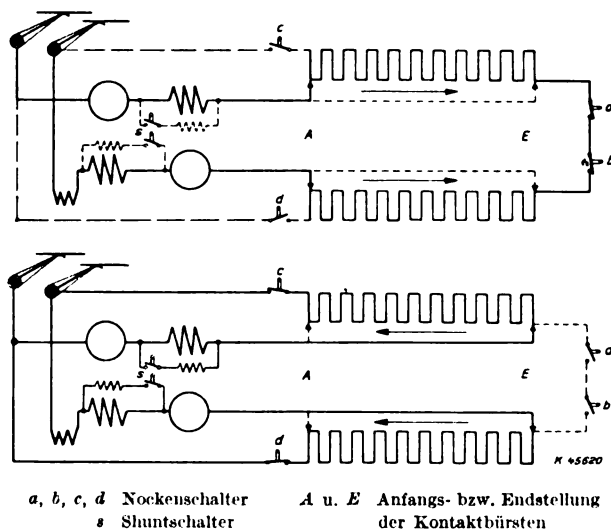 c
a
s
A
E
b
d
c
a
s
A
E
b
d
K 45620
a, b, c, d Nockenschalter
s Shuntschalter
A u. E Anfangs- bzw. Endstellung
der Kontaktbürsten